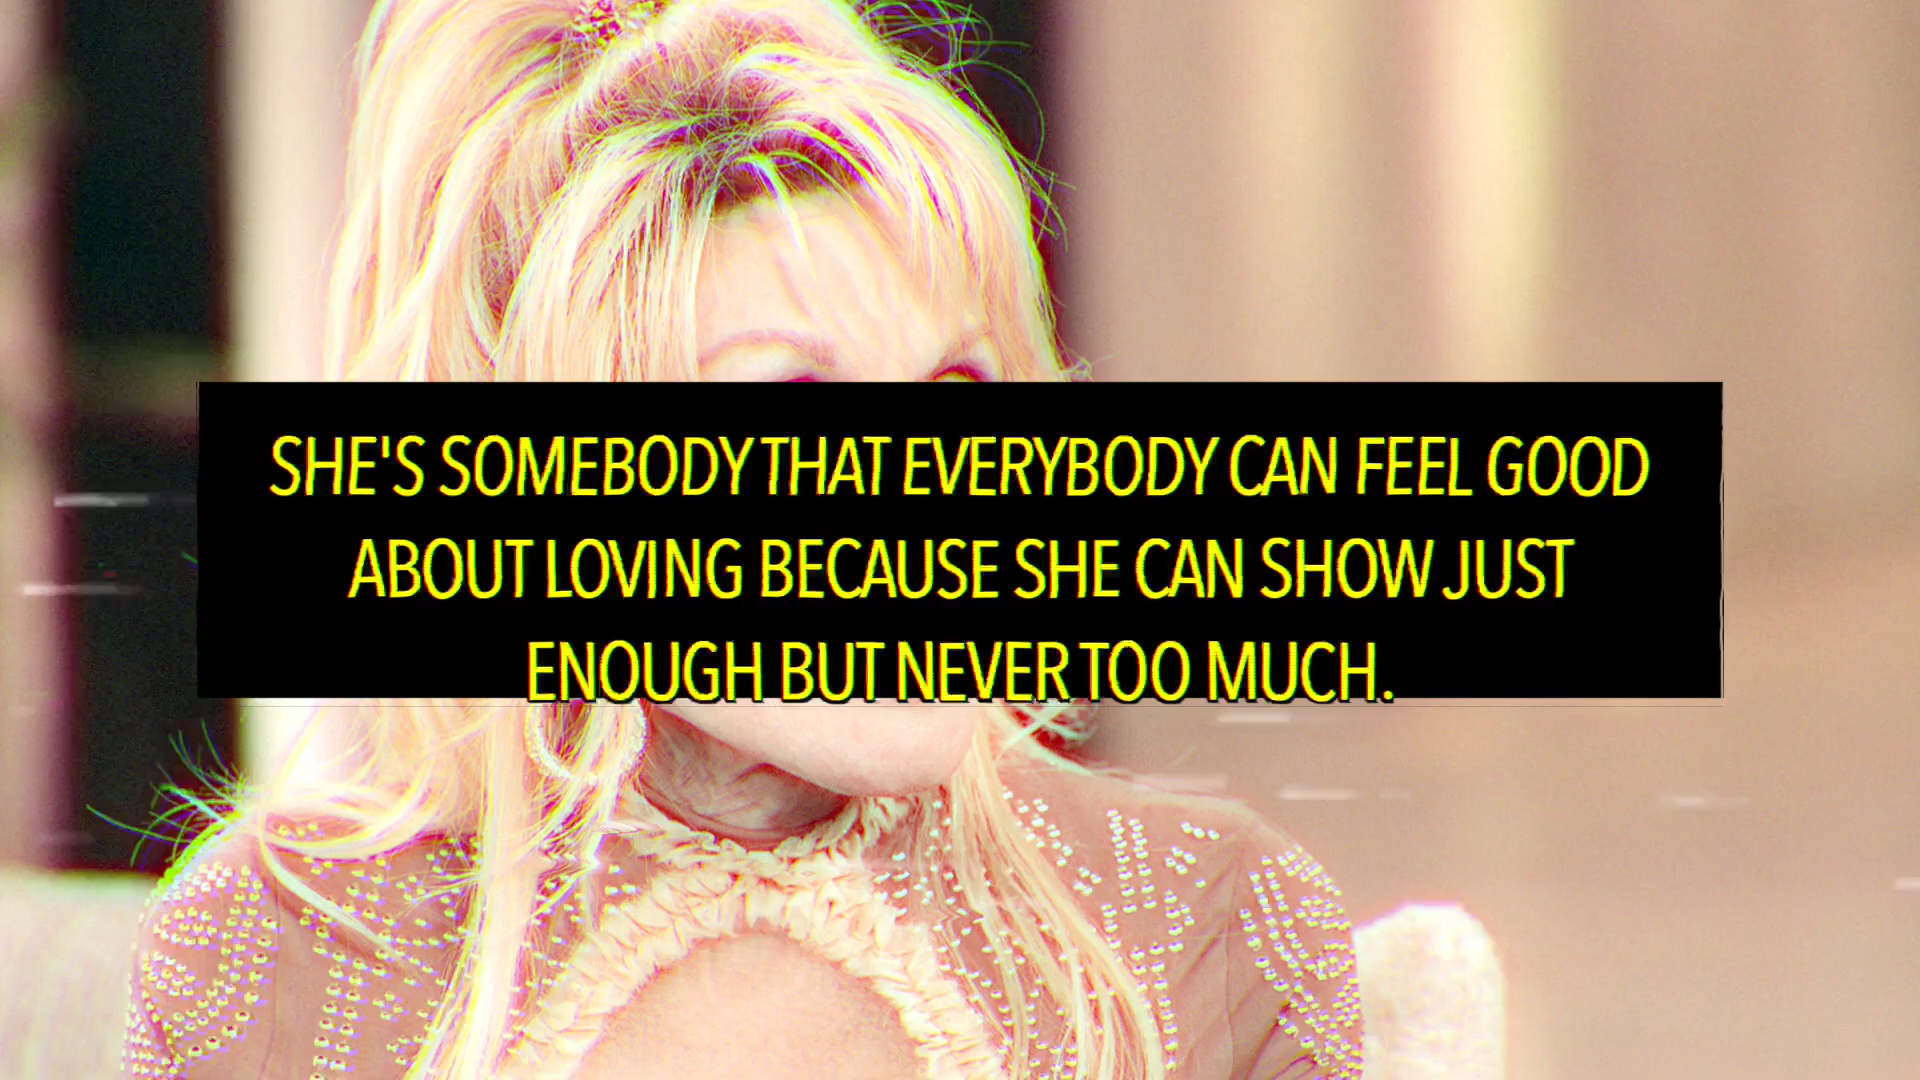 SHE'S SOMEBODY THAT EVERYBODY CAN FEEL GOOD
ABOUT LOVING BECAUSE SHE CAN SHOW JUST
ENOUGH BUT NEVER TOO MUCH.